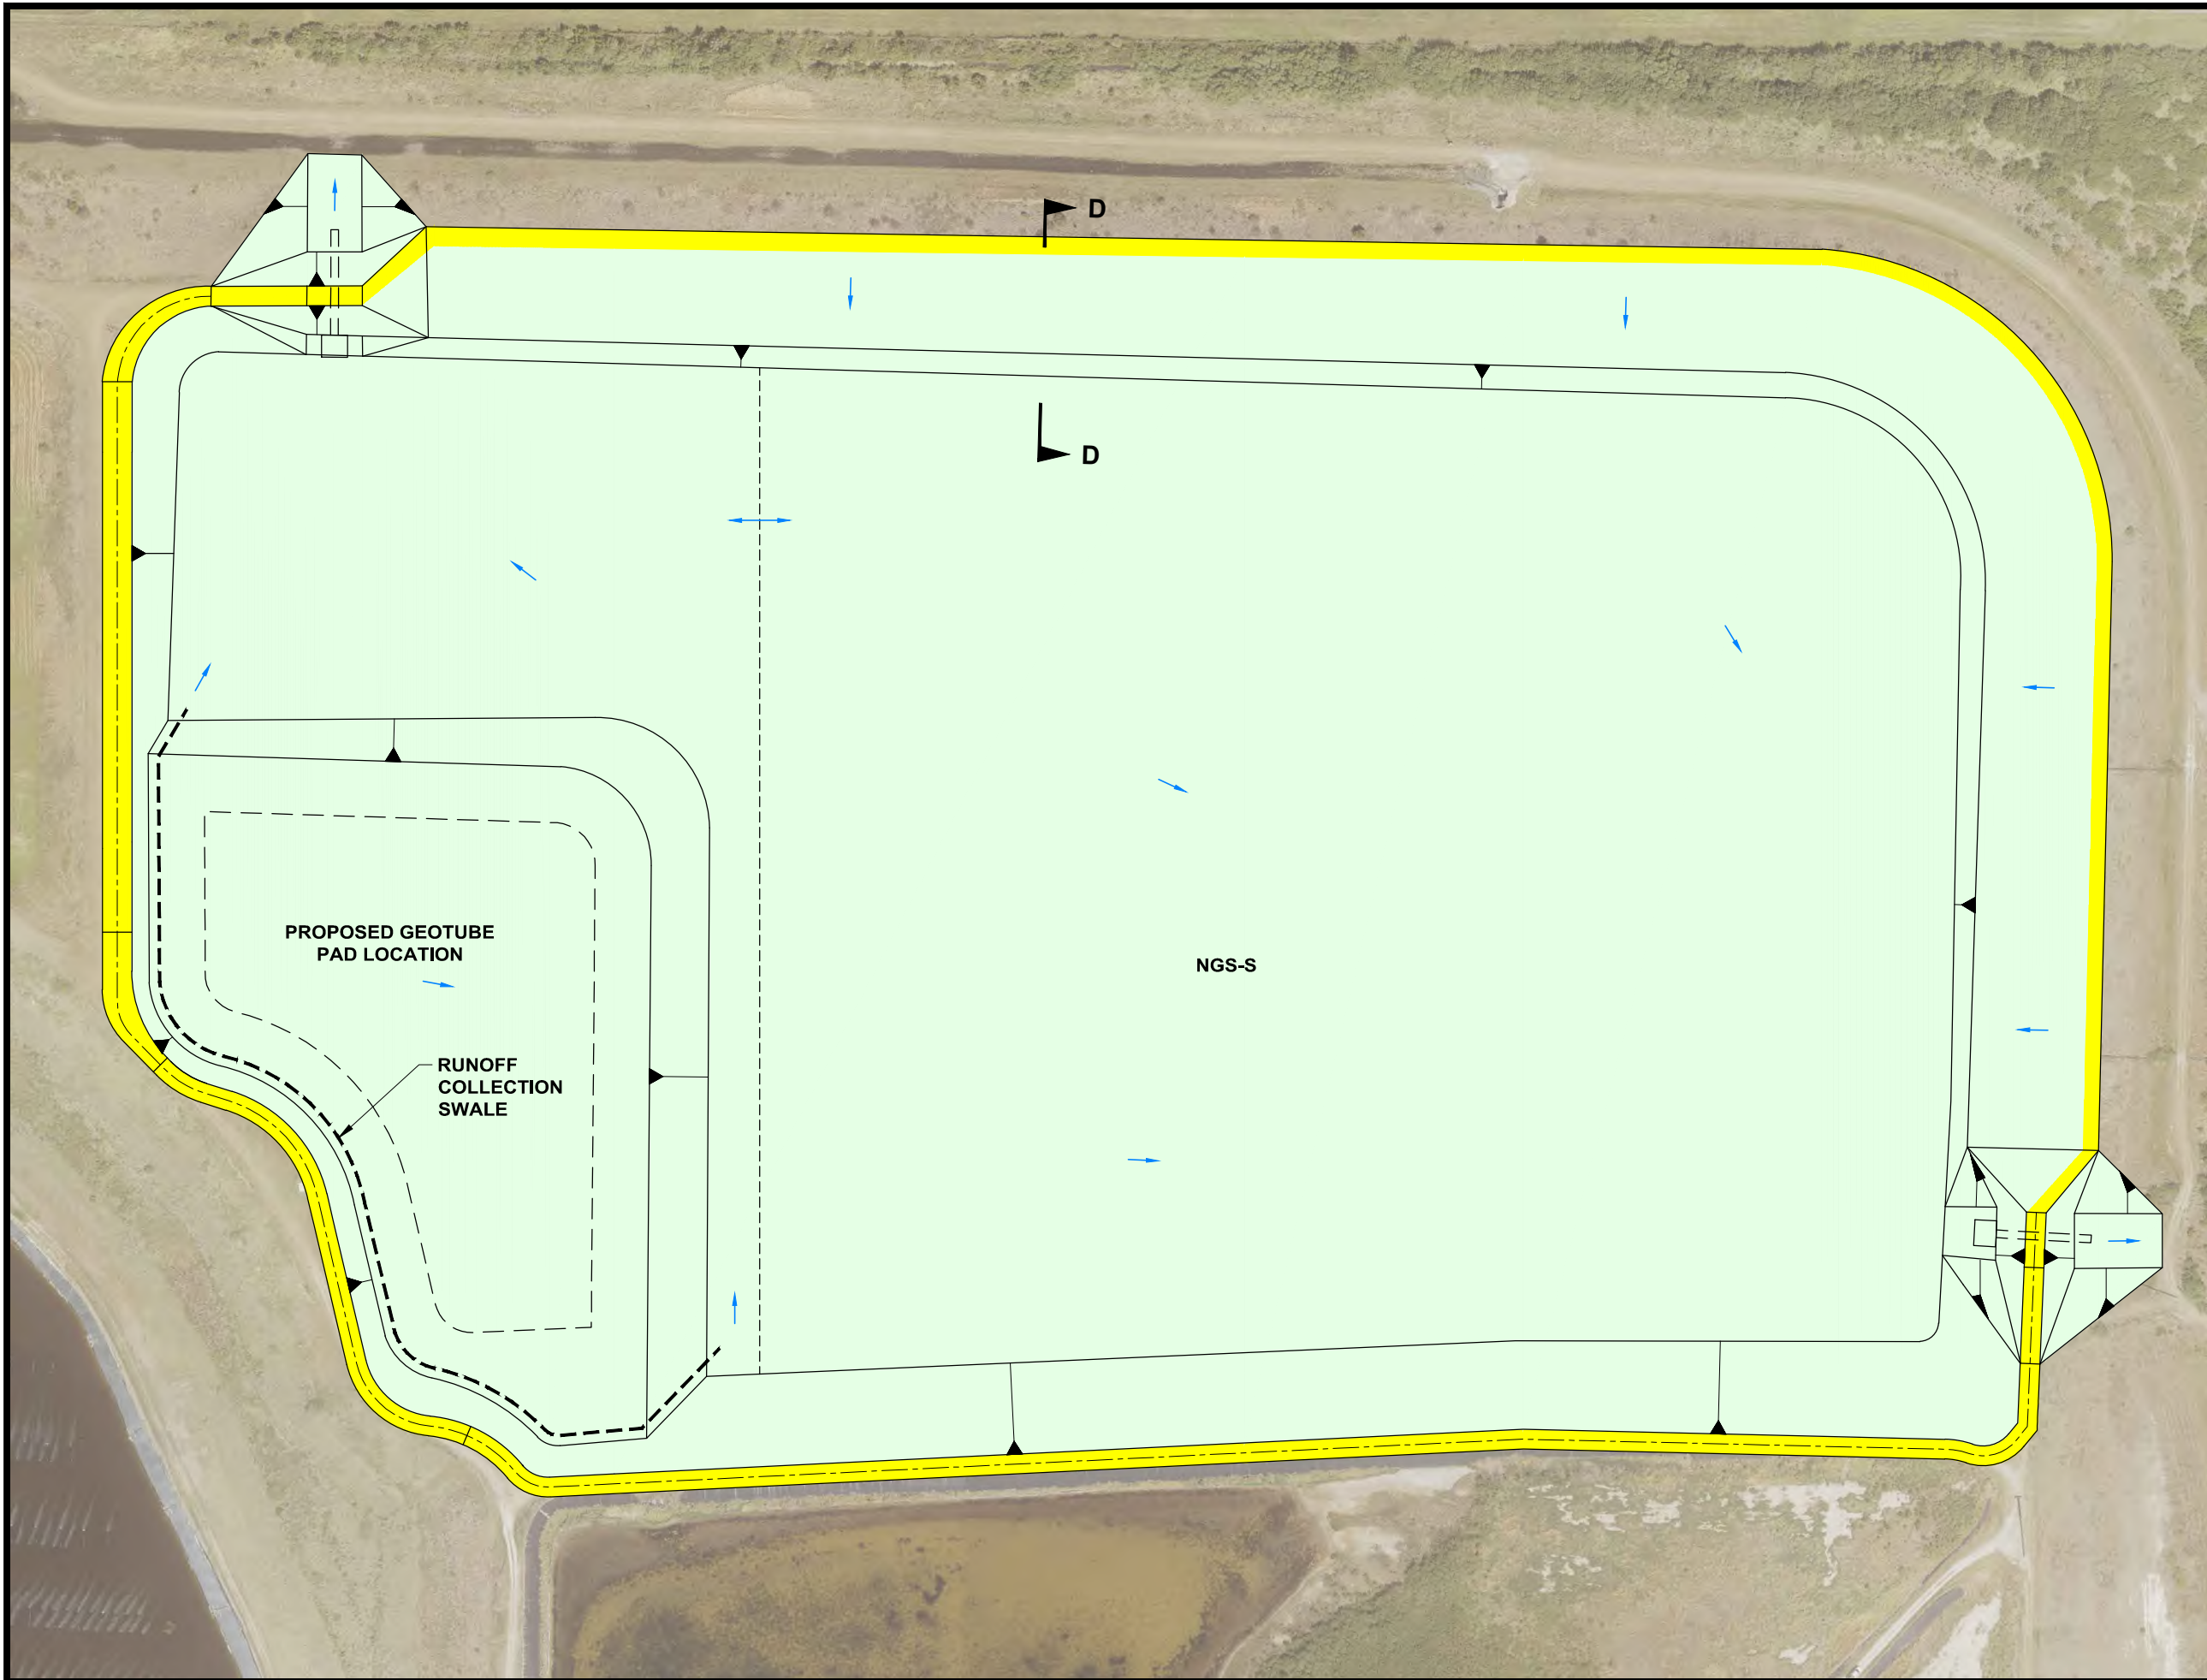 D
D
PROPOSED GEOTUBE
PAD LOCATION
NGS-S
RUNOFF
COLLECTION
SWALE